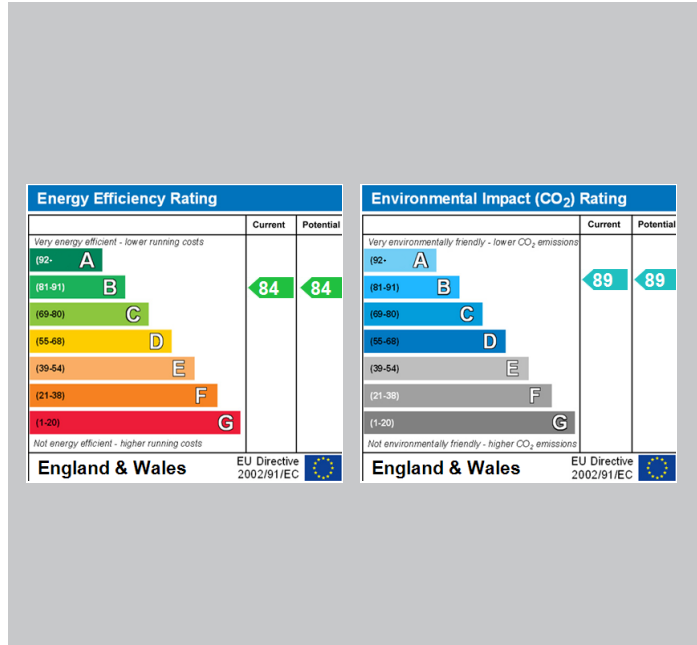 Energy Efficiency Rating
Current Potential
Very energy efficient - lower running costs
(92- A
(81-91) B 84 84
(69-80) C
(55-68) D
(39-54) E
(21-38) F
(1-20) G
Not energy efficient - higher running costs
England & Wales
EU Directive
2002/91/EC
Environmental Impact (CO2) Rating
Current Potential
Very environmentally friendly - lower CO2 emissions
(92- A
(81-91) B 89 89
(69-80) C
(55-68) D
(39-54) E
(21-38) F
(1-20) G
Not environmentally friendly - higher CO2 emissions
England & Wales
EU Directive
2002/91/EC